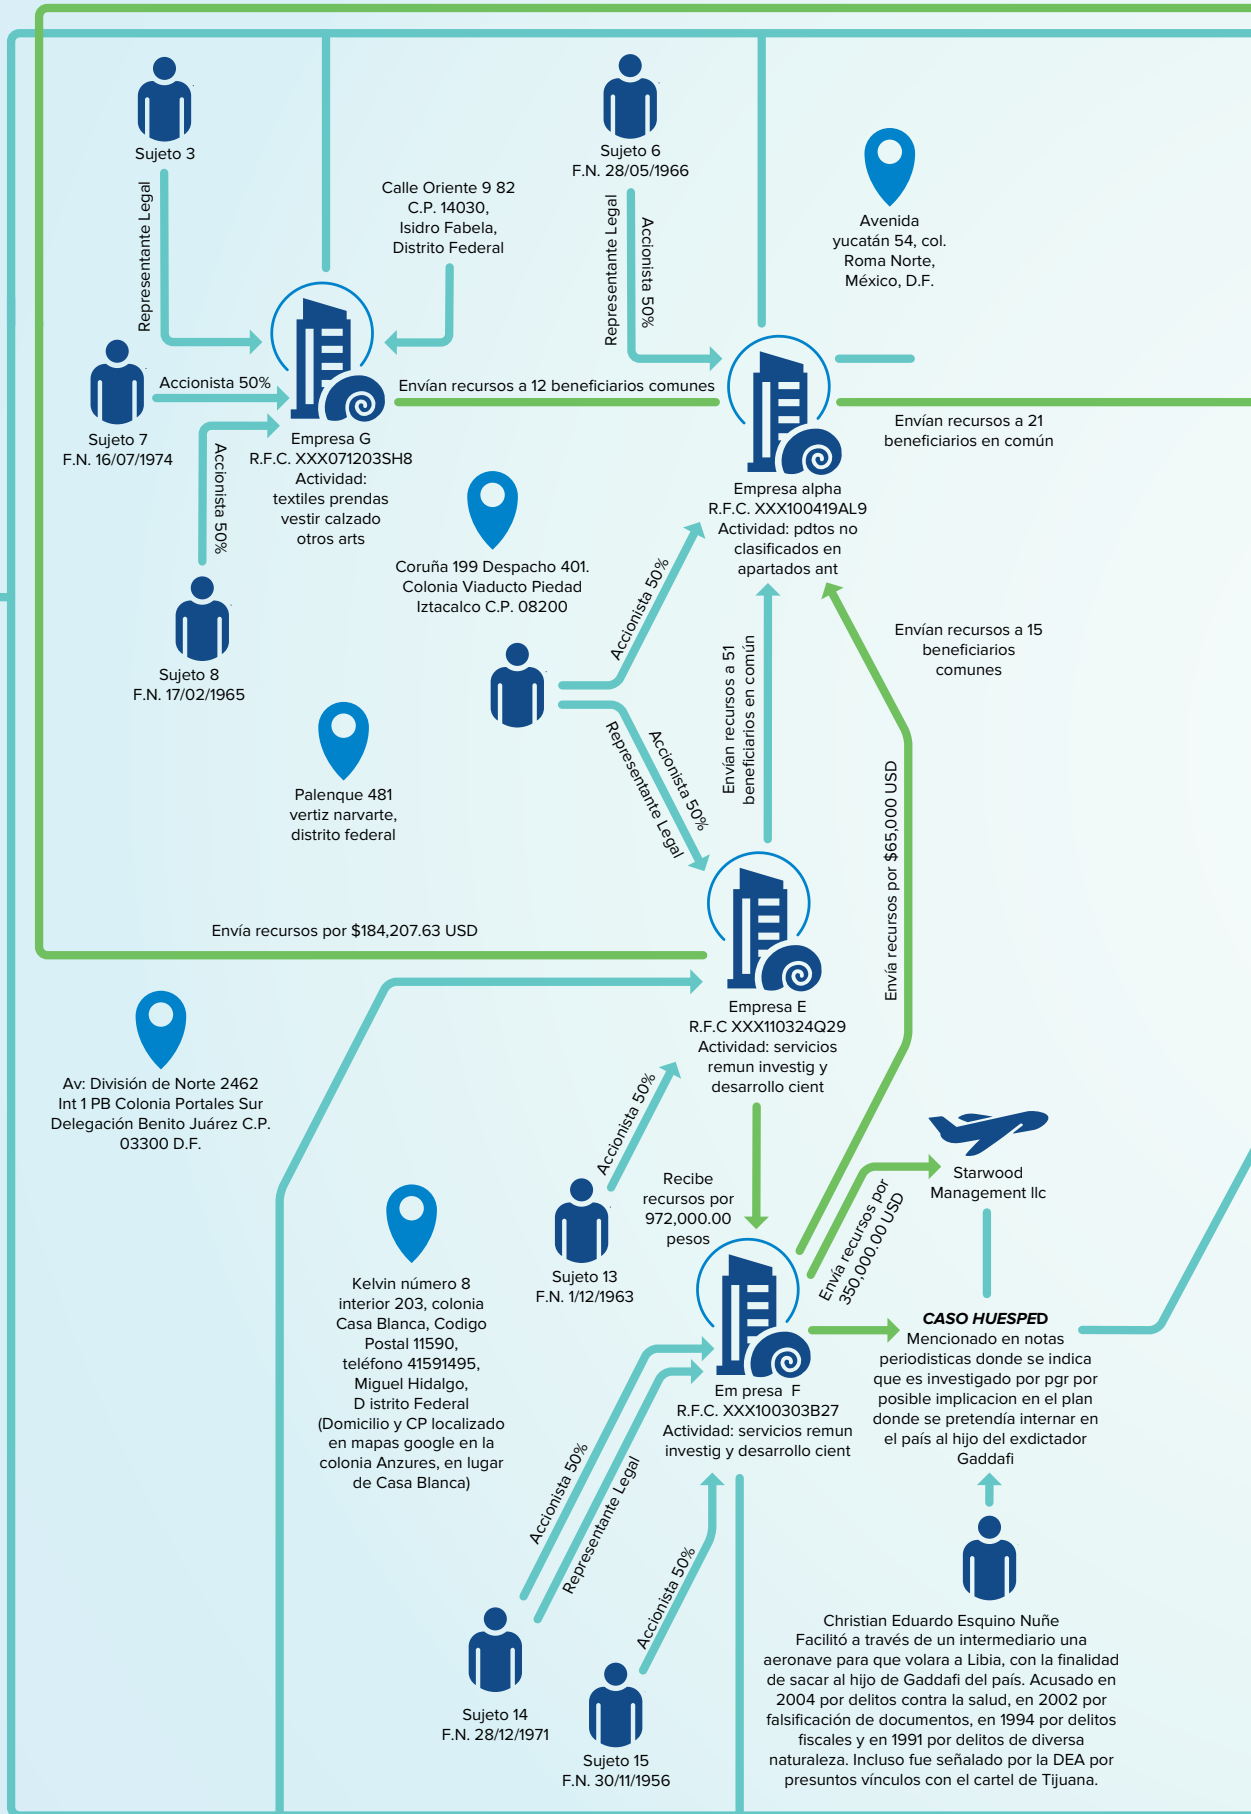 Sujeto 3
Sujeto 6
F.N. 28/05/1966
Representante Legal
Calle Oriente 9 82
C.P. 14030,
Isidro Fabela,
Distrito Federal
Representante Legal
Accionista 50%
Avenida
yucatán 54, col.
Roma Norte,
México, D.F.
Accionista 50%
Envían recursos a 12 beneficiarios comunes
Sujeto 7
F.N. 16/07/1974
Accionista 50%
Empresa G
R.F.C. XXX071203SH8
Actividad:
textiles prendas
vestir calzado
otros arts
Envían recursos a 21
beneficiarios en común
Empresa alpha
R.F.C. XXX100419AL9
Actividad: pdtos no
clasificados en
apartados ant
Coruña 199 Despacho 401.
Colonia Viaducto Piedad
Iztacalco C.P. 08200
Accionista 50%
Sujeto 8
F.N. 17/02/1965
Envían recursos a 51
beneficiarios en común
Envían recursos a 15
beneficiarios
comunes
Accionista 50%
Representante Legal
Palenque 481
vertiz narvarte,
distrito federal
Envía recursos por $65,000 USD
Envía recursos por $184,207.63 USD
Empresa E
R.F.C XXX110324Q29
Actividad: servicios
remun investig y
desarrollo cient
Av: División de Norte 2462
Int 1 PB Colonia Portales Sur
Delegación Benito Juárez C.P.
03300 D.F.
Accionista 50%
Recibe
recursos por
972,000.00
pesos
Starwood
Management llc
Envía recursos por
350,000.00 USD
Sujeto 13
F.N. 1/12/1963
Kelvin número 8
interior 203, colonia
Casa Blanca, Codigo
Postal 11590,
teléfono 41591495,
Miguel Hidalgo,
D istrito Federal
(Domicilio y CP localizado
en mapas google en la
colonia Anzures, en lugar
de Casa Blanca)
CASO HUESPED
Mencionado en notas
periodisticas donde se indica
que es investigado por pgr por
posible implicacion en el plan
donde se pretendía internar en
el país al hijo del exdictador
Gaddafi
Em presa  F
R.F.C. XXX100303B27
Actividad: servicios remun
investig y desarrollo cient
Accionista 50%
Representante Legal
Accionista 50%
Sujeto 14
F.N. 28/12/1971
Sujeto 15
F.N. 30/11/1956
Christian Eduardo Esquino Nuñe
Facilitó a través de un intermediario una
aeronave para que volara a Libia, con la finalidad
de sacar al hijo de Gaddafi del país. Acusado en
2004 por delitos contra la salud, en 2002 por
falsificación de documentos, en 1994 por delitos
fiscales y en 1991 por delitos de diversa
naturaleza. Incluso fue señalado por la DEA por
presuntos vínculos con el cartel de Tijuana.